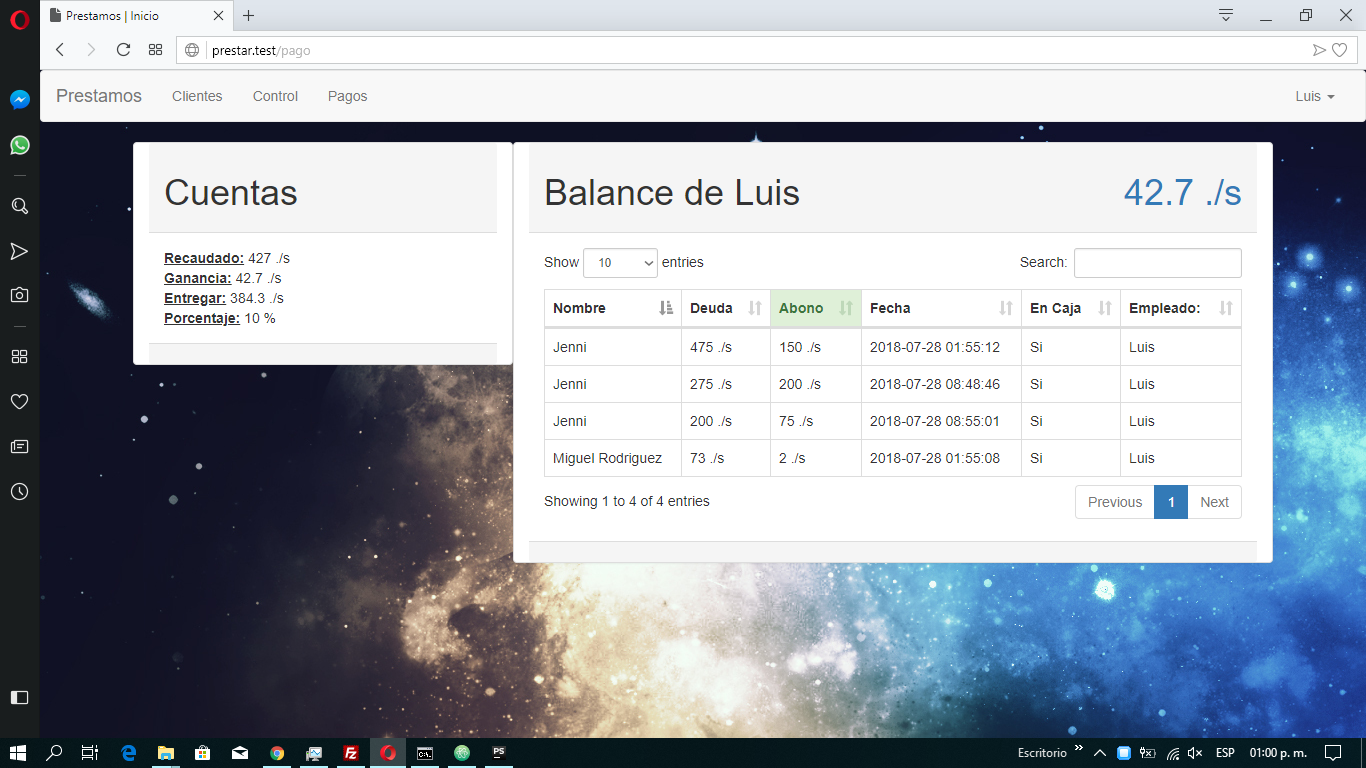 Prestamos | Inicio
prestar.test/pago
Prestamos Clientes Control Pagos Luis
Cuentas
Recaudado: 427 ./s
Ganancia: 42.7 ./s
Entregar: 384.3 ./s
Porcentaje: 10 %
Balance de Luis 42.7 ./s
Show 10 entries Search:
Nombre Deuda Abono Fecha En Caja Empleado:
Jenni 475 ./s 150 ./s 2018-07-28 01:55:12 Si Luis
Jenni 275 ./s 200 ./s 2018-07-28 08:48:46 Si Luis
Jenni 200 ./s 75 ./s 2018-07-28 08:55:01 Si Luis
Miguel Rodriguez 73 ./s 2 ./s 2018-07-28 01:55:08 Si Luis
Showing 1 to 4 of 4 entries Previous 1 Next
Fz C:\. PS Escritorio » ESP 01:00 p. m.